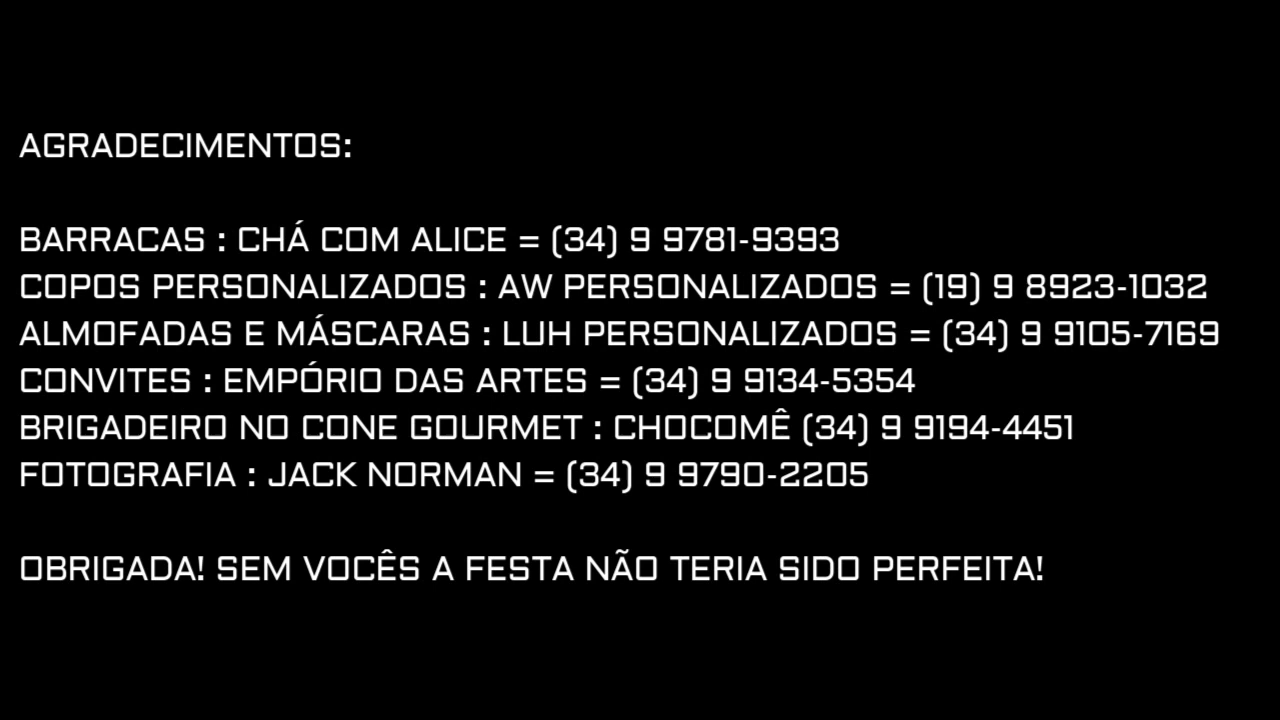 AGRADECIMENTOS:
BARRACAS : CHÁ COM ALICE = (34) 9 9781-9393
COPOS PERSONALIZADOS : AW PERSONALIZADOS = (19) 9 8923-1032
ALMOFADAS E MÁSCARAS : LUH PERSONALIZADOS = (34) 9 9105-7169
CONVITES : EMPÓRIO DAS ARTES = (34) 9 9134-5354
BRIGADEIRO NO CONE GOURMET : CHOCOMÊ (34) 9 9194-4451
FOTOGRAFIA : JACK NORMAN = (34) 9 9790-2205
OBRIGADA! SEM VOCÊS A FESTA NÃO TERIA SIDO PERFEITA!